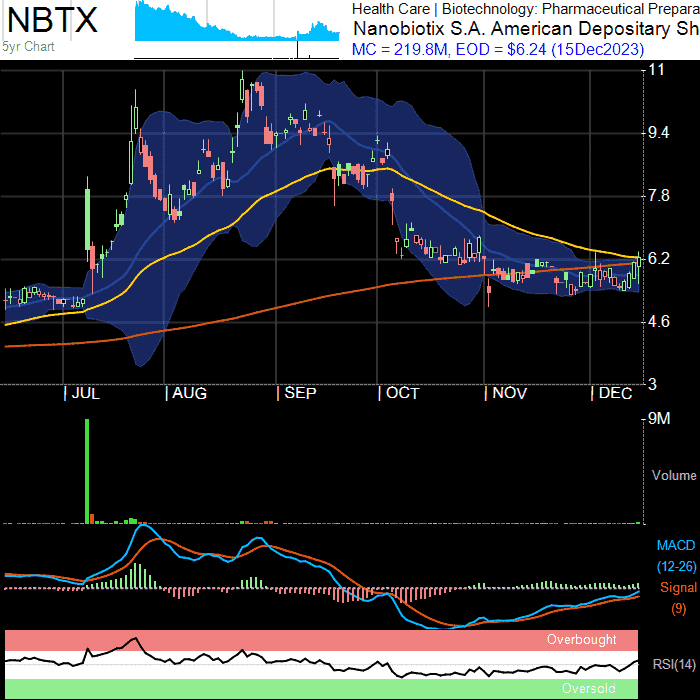 NBTX
5yr Chart
Health Care | Biotechnology: Pharmaceutical Prepara
Nanobiotix S.A. American Depositary Sh
MC = 219.8M, EOD = $6.24 (15Dec2023)
11
9.4
7.8
6.2
4.6
3
| JUL | AUG | SEP | OCT | NOV | DEC
9M
Volume
MACD
(12-26)
Signal
(9)
Overbought
RSI(14)
Oversold